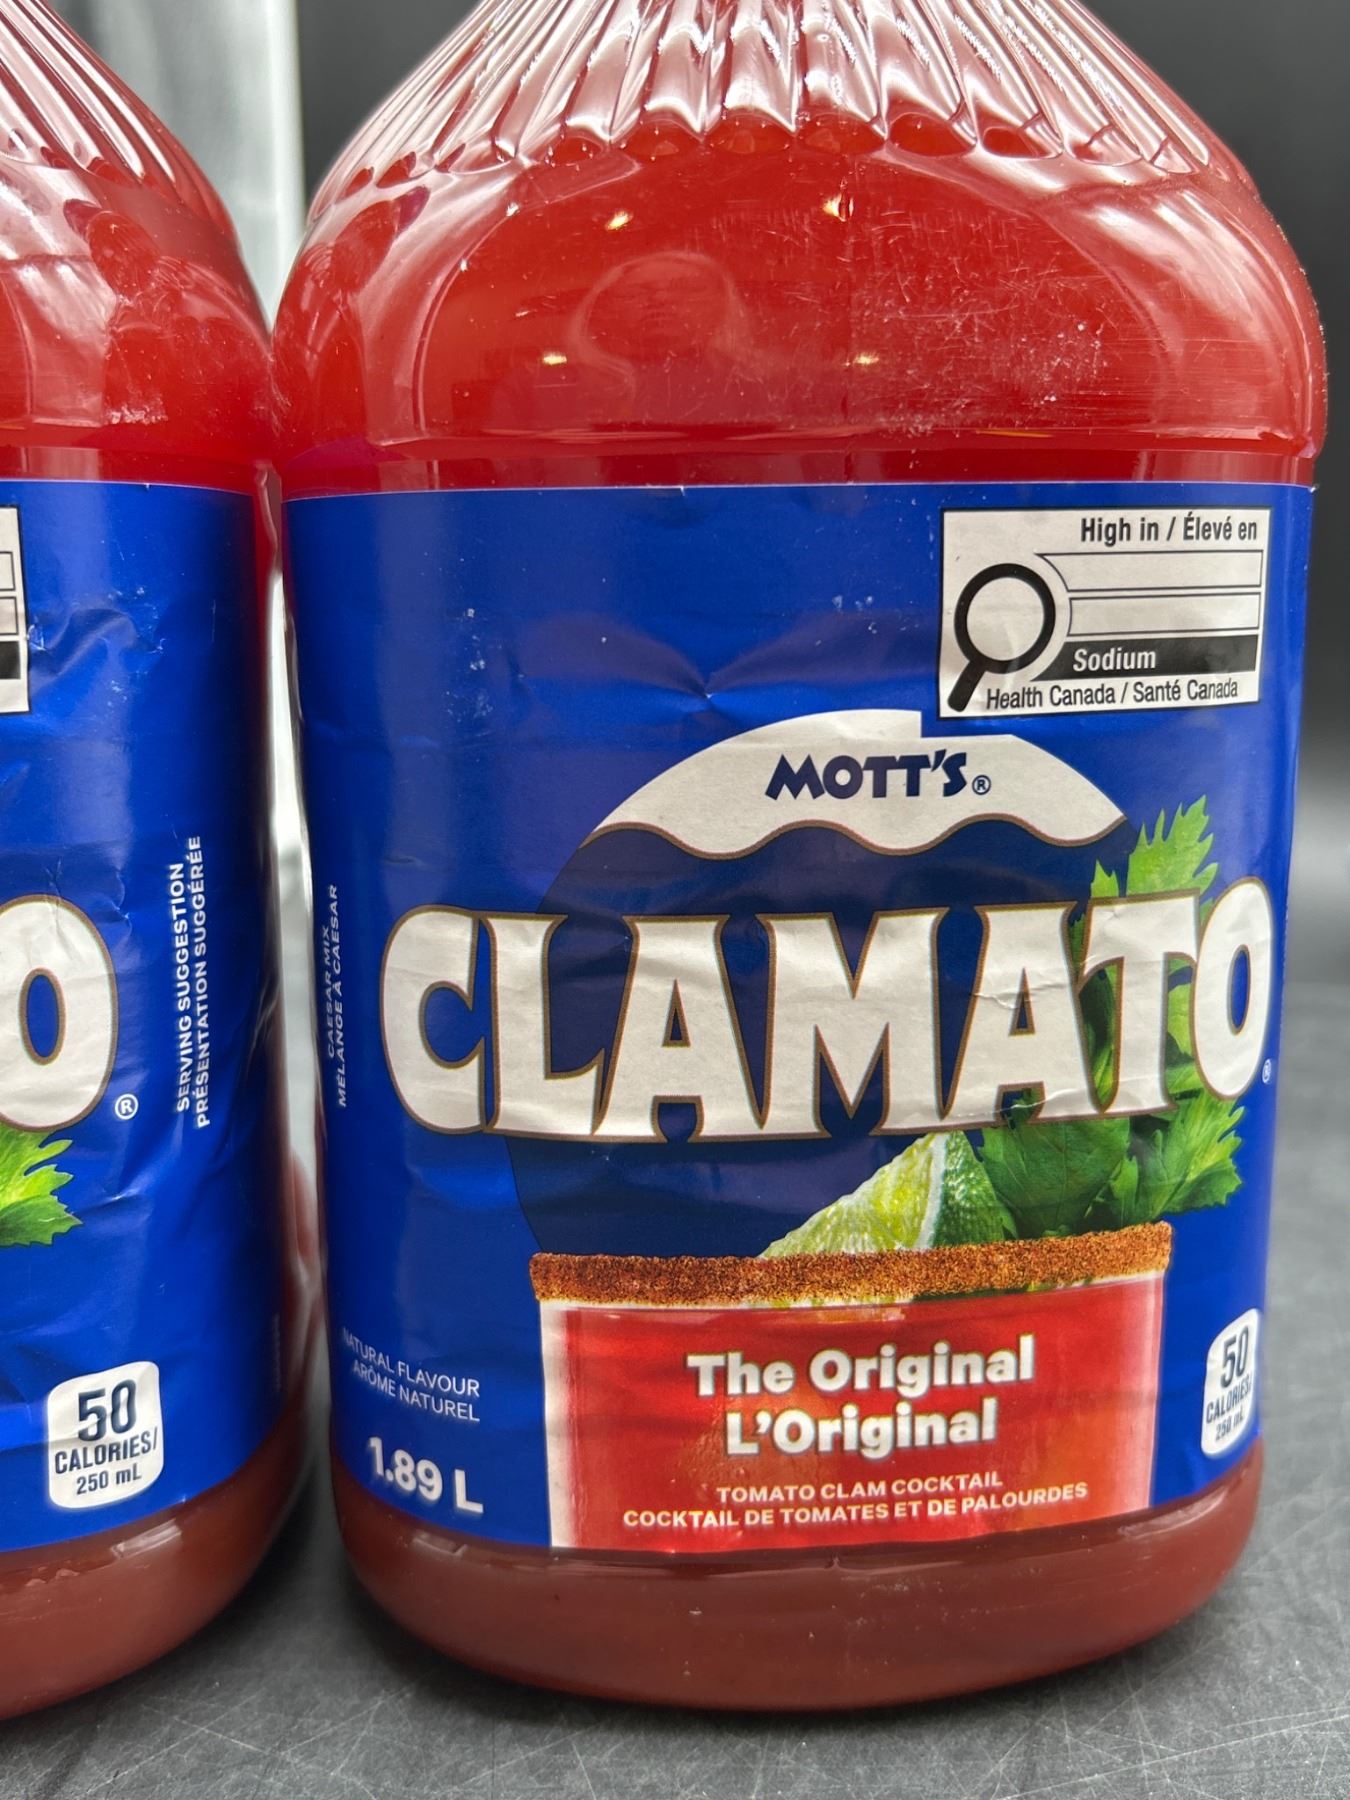 O®
SERVING SUGGESTION
PRÉSENTATION SUGGÉRÉE
50
CALORIES/
250 mL
High in / Élevé en
Sodium
Health Canada / Santé Canada
MOTT'S®
CLAMATO®
CAESAR MIX
MÉLANGE À CAESAR
The Original
L'Original
TOMATO CLAM COCKTAIL
COCKTAIL DE TOMATES ET DE PALOURDES
NATURAL FLAVOUR
ARÔME NATUREL
1.89 L
50
CALORIES/
250 mL